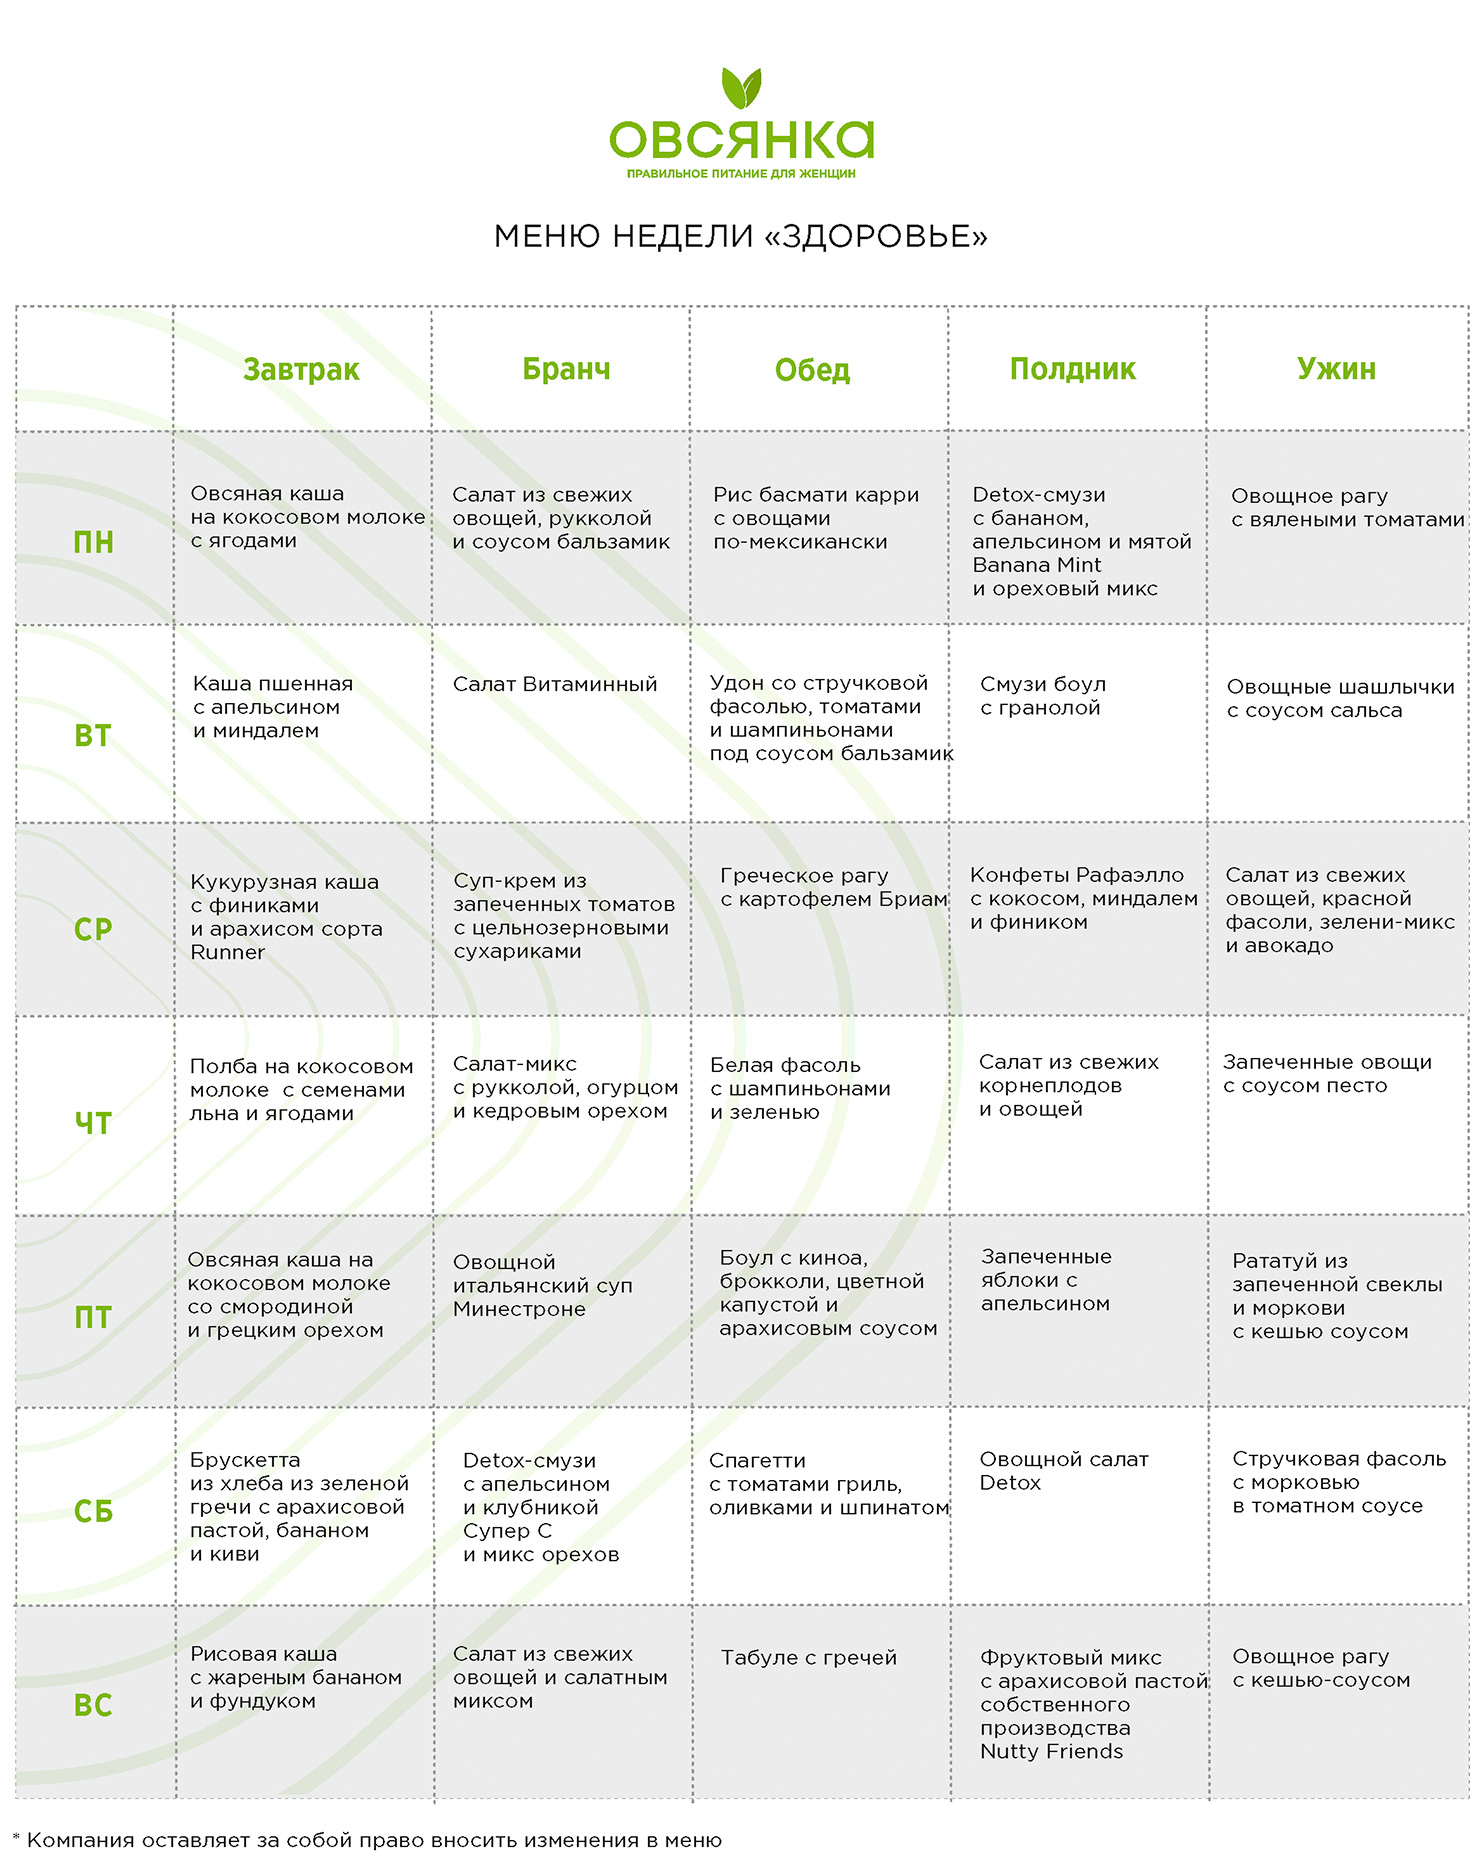 ОВСЯНКА
ПРАВИЛЬНОЕ ПИТАНИЕ ДЛЯ ЖЕНЩИН
МЕНЮ НЕДЕЛИ «ЗДОРОВЬЕ»
Завтрак
Бранч
Обед
Полдник
Ужин
ПН
Овсяная каша
на кокосовом молоке
с ягодами
Салат из свежих
овощей, рукколой
и соусом бальзамик
Рис басмати карри
с овощами
по-мексикански
Detox-смузи
с бананом,
апельсином и мятой
Banana Mint
и ореховый микс
Овощное рагу
с вялеными томатами
ВТ
Каша пшенная
с апельсином
и миндалем
Салат Витаминный
Удон со стручковой
фасолью, томатами
и шампиньонами
под соусом бальзамик
Смузи боул
с гранолой
Овощные шашлычки
с соусом сальса
СР
Кукурузная каша
с финиками
и арахисом сорта
Runner
Суп-крем из
запеченных томатов
с цельнозерновыми
сухариками
Греческое рагу
с картофелем Бриам
Конфеты Рафаэлло
с кокосом, миндалем
и фиником
Салат из свежих
овощей, красной
фасоли, зелени-микс
и авокадо
ЧТ
Полба на кокосовом
молоке  с семенами
льна и ягодами
Салат-микс
с рукколой, огурцом
и кедровым орехом
Белая фасоль
с шампиньонами
и зеленью
Салат из свежих
корнеплодов
и овощей
Запеченные овощи
с соусом песто
ПТ
Овсяная каша на
кокосовом молоке
со смородиной
и грецким орехом
Овощной
итальянский суп
Минестроне
Боул с киноа,
брокколи, цветной
капустой и
арахисовым соусом
Запеченные
яблоки с
апельсином
Рататуй из
запеченной свеклы
и моркови
с кешью соусом
СБ
Брускетта
из хлеба из зеленой
гречи с арахисовой
пастой, бананом
и киви
Detox-смузи
с апельсином
и клубникой
Супер С
и микс орехов
Спагетти
с томатами гриль,
оливками и шпинатом
Овощной салат
Detox
Стручковая фасоль
с морковью
в томатном соусе
ВС
Рисовая каша
с жареным бананом
и фундуком
Салат из свежих
овощей и салатным
миксом
Табуле с гречей
Фруктовый микс
с арахисовой пастой
собственного
производства
Nutty Friends
Овощное рагу
с кешью-соусом
* Компания оставляет за собой право вносить изменения в меню